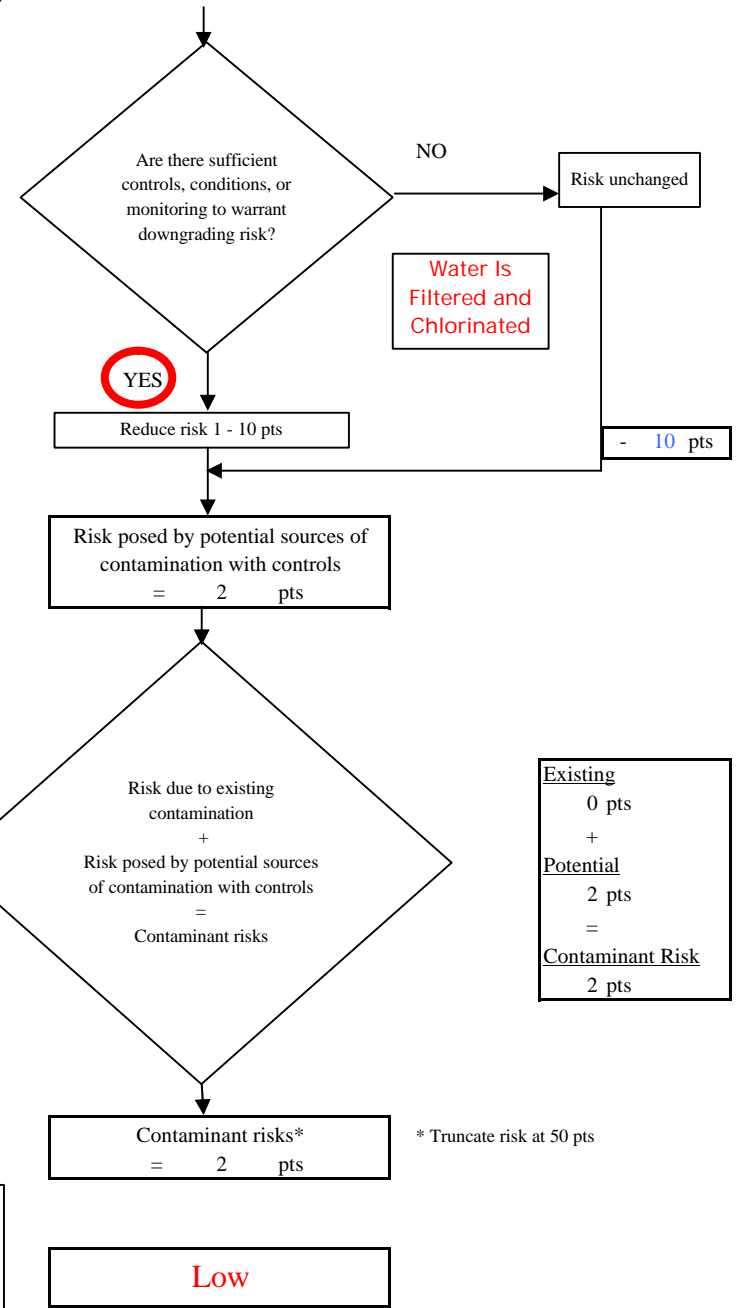 Are there sufficient
controls, conditions, or
monitoring to warrant
downgrading risk?
NO
Risk unchanged
Water Is
Filtered and
Chlorinated
YES
Reduce risk 1 - 10 pts
- 10 pts
Risk posed by potential sources of
contamination with controls
= 2 pts
Risk due to existing
contamination
+
Risk posed by potential sources
of contamination with controls
=
Contaminant risks
Existing
0 pts
+
Potential
2 pts
=
Contaminant Risk
2 pts
Contaminant risks*
= 2 pts
* Truncate risk at 50 pts
Low